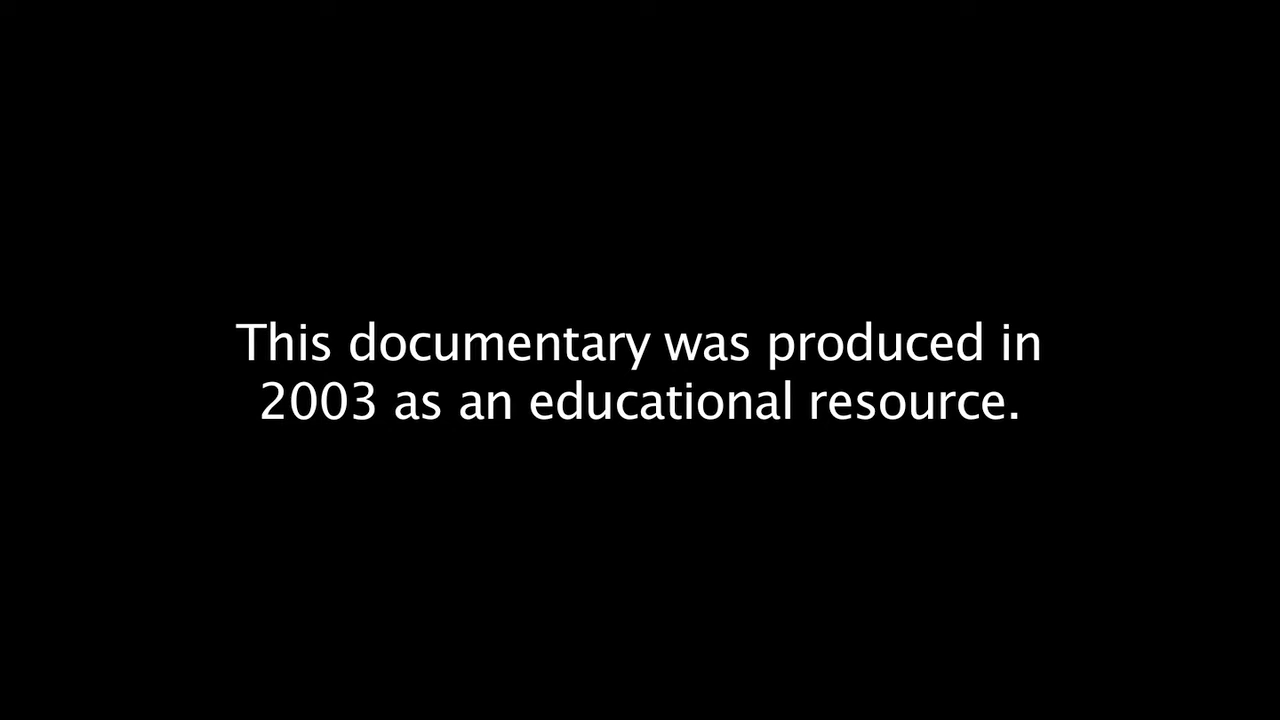 This documentary was produced in
2003 as an educational resource.